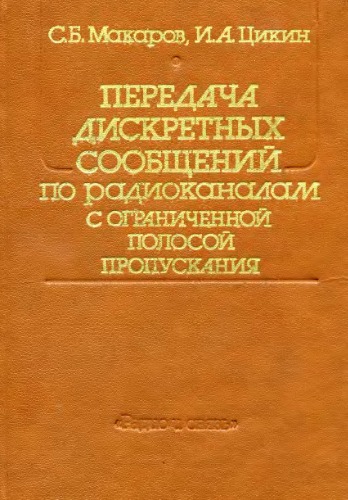 С.Б. Макаров, И.А. Цикин
ПЕРЕДАЧА
ДИСКРЕТНЫХ
СООБЩЕНИЙ
ПО РАДИОКАНАЛАМ
С ОГРАНИЧЕННОЙ
ПОЛОСОЙ
ПРОПУСКАНИЯ
«Радио и связь»